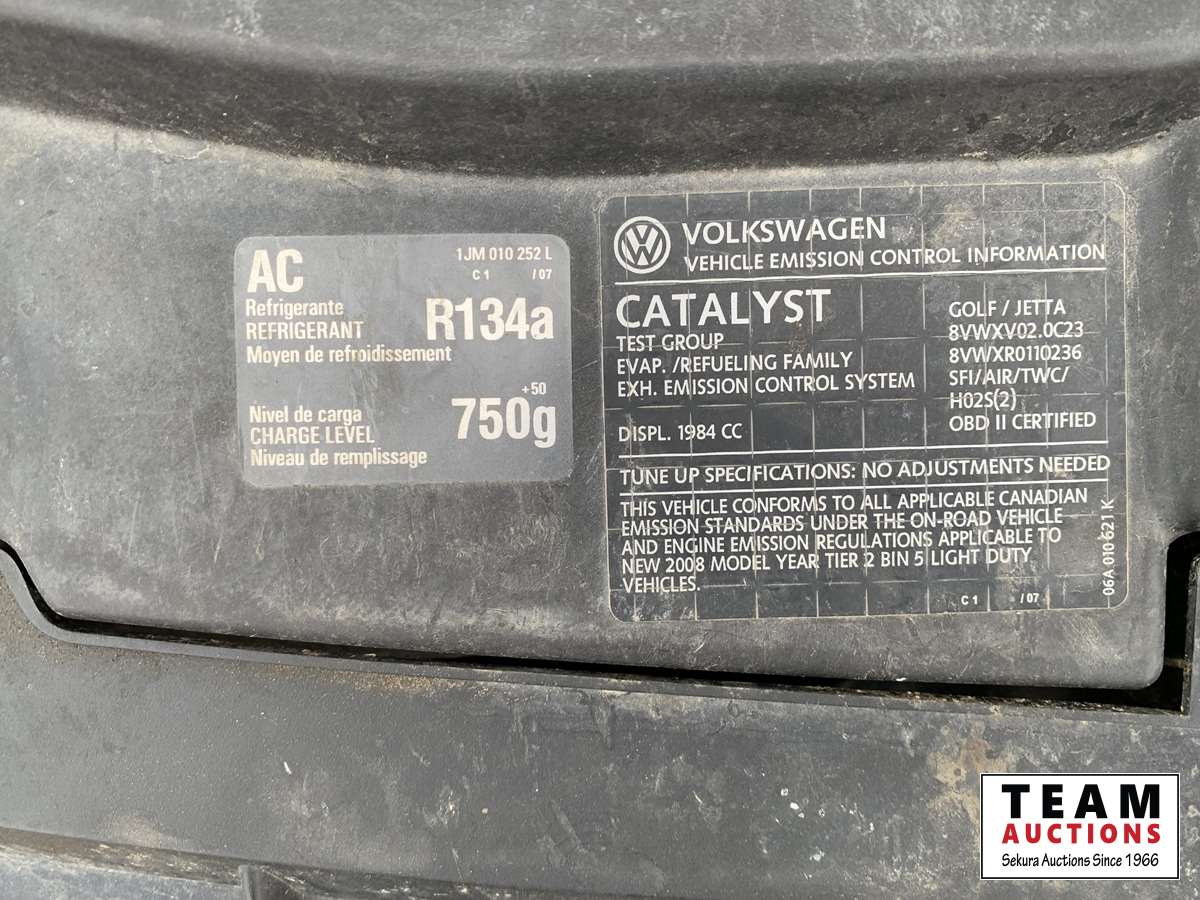 AC
1JM 010 252 L
C 1 / 07
Refrigerante
REFRIGERANT
R134a
Moyen de refroidissement
+50
Nivel de carga
CHARGE LEVEL
750g
Niveau de remplissage
VOLKSWAGEN
VEHICLE EMISSION CONTROL INFORMATION
CATALYST
GOLF / JETTA
TEST GROUP
8VWXV02.0C23
EVAP. /REFUELING FAMILY
8VWXR0110236
EXH. EMISSION CONTROL SYSTEM
SFI/AIR/TWC/
H02S(2)
DISPL. 1984 CC
OBD II CERTIFIED
TUNE UP SPECIFICATIONS: NO ADJUSTMENTS NEEDED
THIS VEHICLE CONFORMS TO ALL APPLICABLE CANADIAN
EMISSION STANDARDS UNDER THE ON-ROAD VEHICLE
AND ENGINE EMISSION REGULATIONS APPLICABLE TO
NEW 2008 MODEL YEAR TIER 2 BIN 5 LIGHT DUTY
VEHICLES.
C 1 / 07
06A 010 621 K
TEAM
AUCTIONS
Sekura Auctions Since 1966